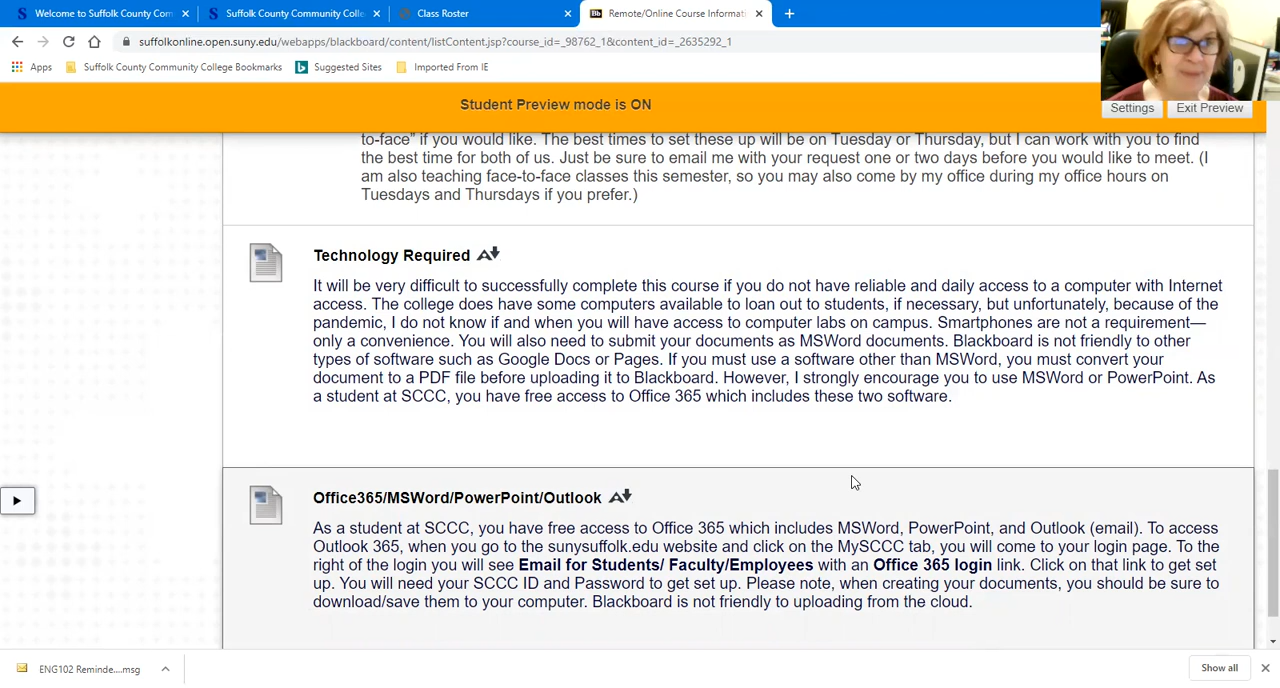 Welcome to Suffolk County Com
Suffolk County Community Colle
Class Roster
Remote/Online Course Informati
suffolkonline.open.suny.edu/webapps/blackboard/content/listContent.jsp?course_id=_98762_1&content_id=_2635292_1
Apps
Suffolk County Community College Bookmarks
Suggested Sites
Imported From IE
Student Preview mode is ON
Settings
Exit Preview
to-face” if you would like. The best times to set these up will be on Tuesday or Thursday, but I can work with you to find
the best time for both of us. Just be sure to email me with your request one or two days before you would like to meet. (I
am also teaching face-to-face classes this semester, so you may also come by my office during my office hours on
Tuesdays and Thursdays if you prefer.)
Technology Required
It will be very difficult to successfully complete this course if you do not have reliable and daily access to a computer with Internet
access. The college does have some computers available to loan out to students, if necessary, but unfortunately, because of the
pandemic, I do not know if and when you will have access to computer labs on campus. Smartphones are not a requirement—
only a convenience. You will also need to submit your documents as MSWord documents. Blackboard is not friendly to other
types of software such as Google Docs or Pages. If you must use a software other than MSWord, you must convert your
document to a PDF file before uploading it to Blackboard. However, I strongly encourage you to use MSWord or PowerPoint. As
a student at SCCC, you have free access to Office 365 which includes these two software.
Office365/MSWord/PowerPoint/Outlook
As a student at SCCC, you have free access to Office 365 which includes MSWord, PowerPoint, and Outlook (email). To access
Outlook 365, when you go to the sunysuffolk.edu website and click on the MySCCC tab, you will come to your login page. To the
right of the login you will see Email for Students/ Faculty/Employees with an Office 365 login link. Click on that link to get set
up. You will need your SCCC ID and Password to get set up. Please note, when creating your documents, you should be sure to
download/save them to your computer. Blackboard is not friendly to uploading from the cloud.
ENG102 Reminde....msg
Show all